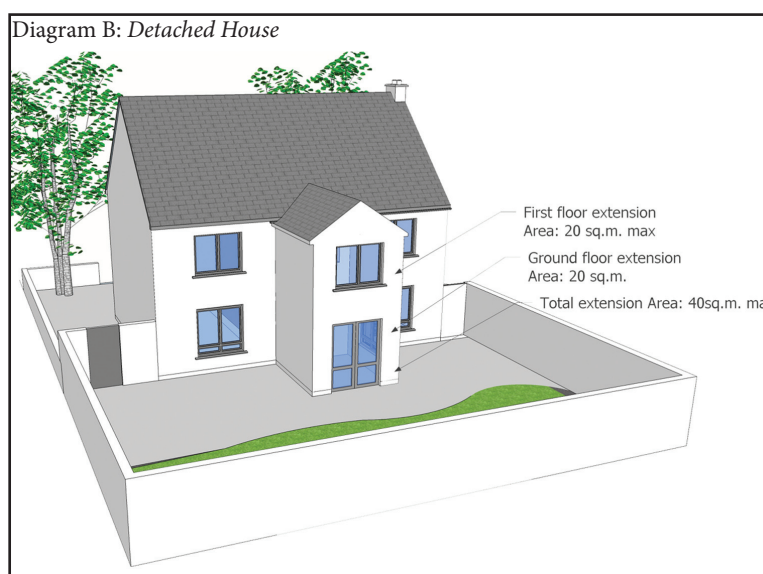 Diagram B: Detached House
First floor extension
Area: 20 sq.m. max
Ground floor extension
Area: 20 sq.m.
Total extension Area: 40sq.m. ma